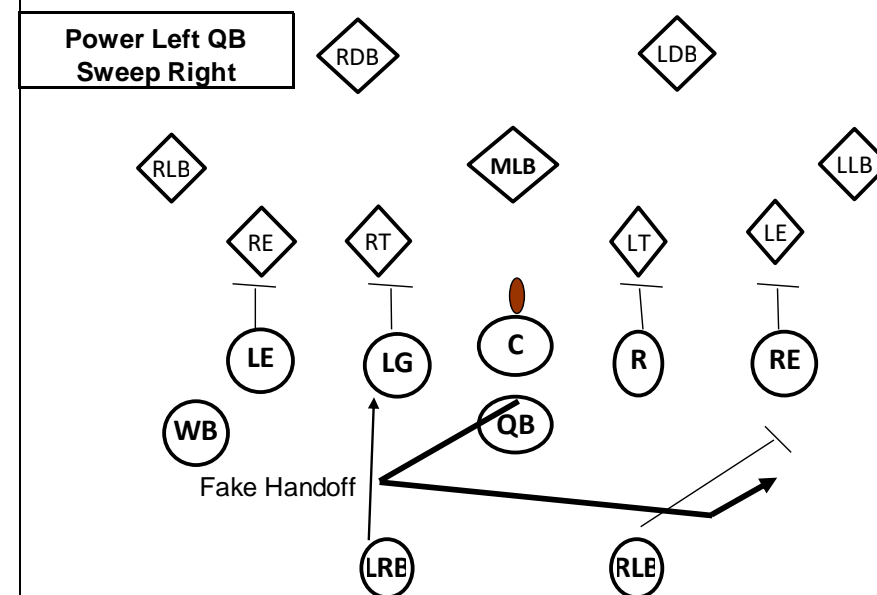 Power Left QB
Sweep Right
RDB
LDB
RLB
MLB
LLB
RE
RT
LT
LE
LE
LG
C
R
RE
WB
QB
Fake Handoff
LRB
RLB